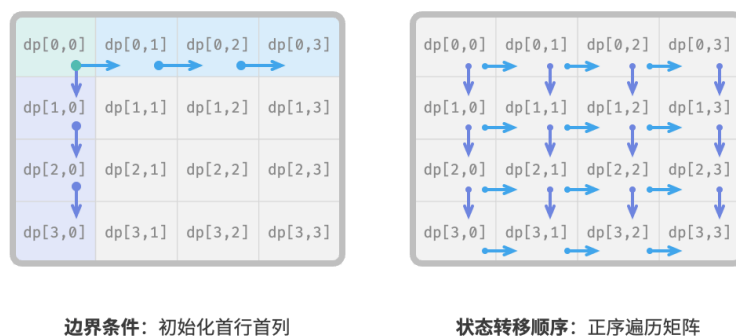 dp[0,0] dp[0,1] dp[0,2] dp[0,3]
dp[1,0] dp[1,1] dp[1,2] dp[1,3]
dp[2,0] dp[2,1] dp[2,2] dp[2,3]
dp[3,0] dp[3,1] dp[3,2] dp[3,3]
边界条件：初始化首行首列
dp[0,0] dp[0,1] dp[0,2] dp[0,3]
dp[1,0] dp[1,1] dp[1,2] dp[1,3]
dp[2,0] dp[2,1] dp[2,2] dp[2,3]
dp[3,0] dp[3,1] dp[3,2] dp[3,3]
状态转移顺序：正序遍历矩阵